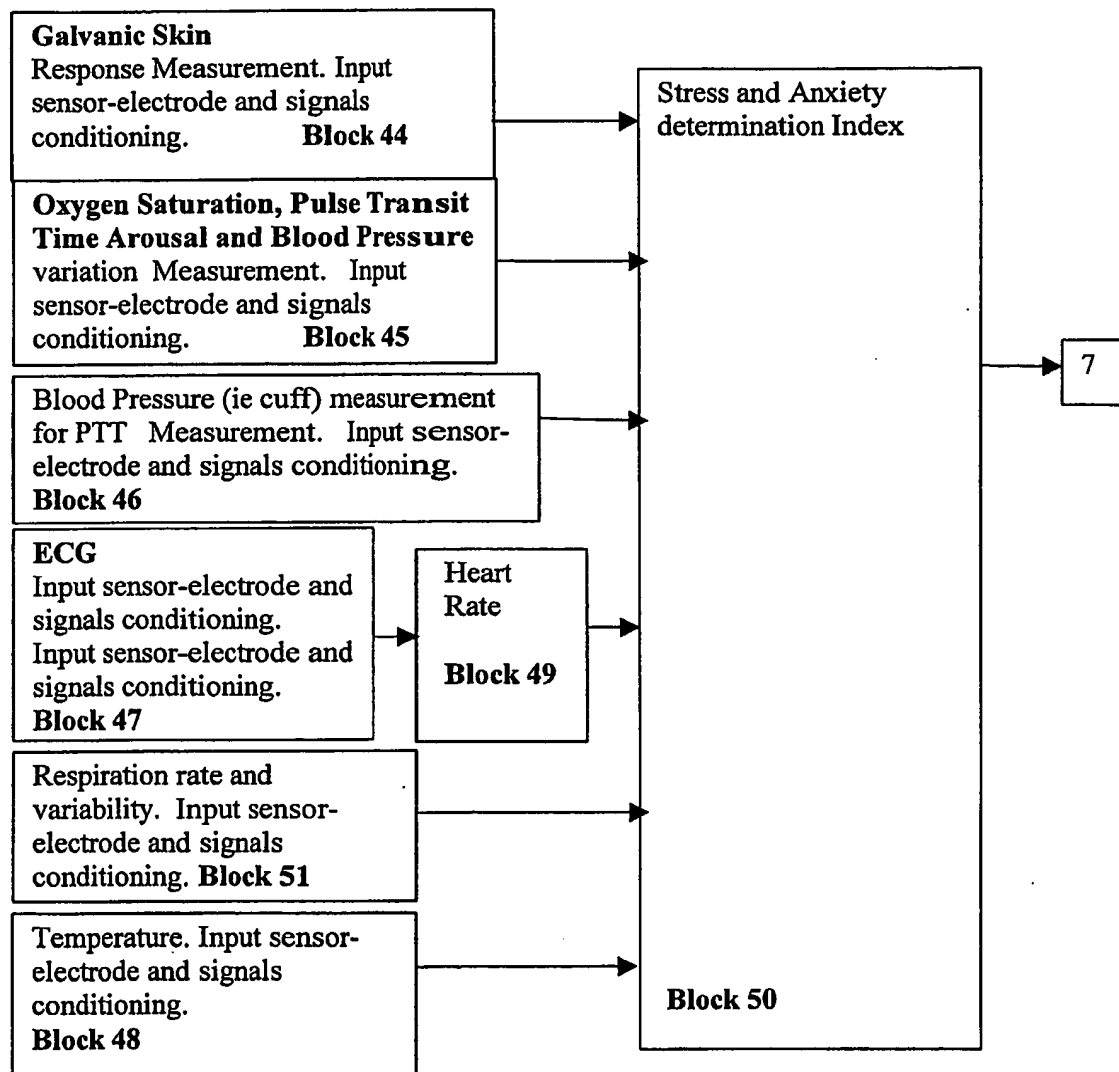 Galvanic Skin
Response Measurement. Input
sensor-electrode and signals
conditioning. Block 44
Oxygen Saturation, Pulse Transit
Time Arousal and Blood Pressure
variation Measurement. Input
sensor-electrode and signals
conditioning. Block 45
Blood Pressure (ie cuff) measurement
for PTT Measurement. Input sensor-
electrode and signals conditioning.
Block 46
ECG
Input sensor-electrode and
signals conditioning.
Input sensor-electrode and
signals conditioning.
Block 47
Heart
Rate
Block 49
Respiration rate and
variability. Input sensor-
electrode and signals
conditioning. Block 51
Temperature. Input sensor-
electrode and signals
conditioning.
Block 48
Stress and Anxiety
determination Index
Block 50
7